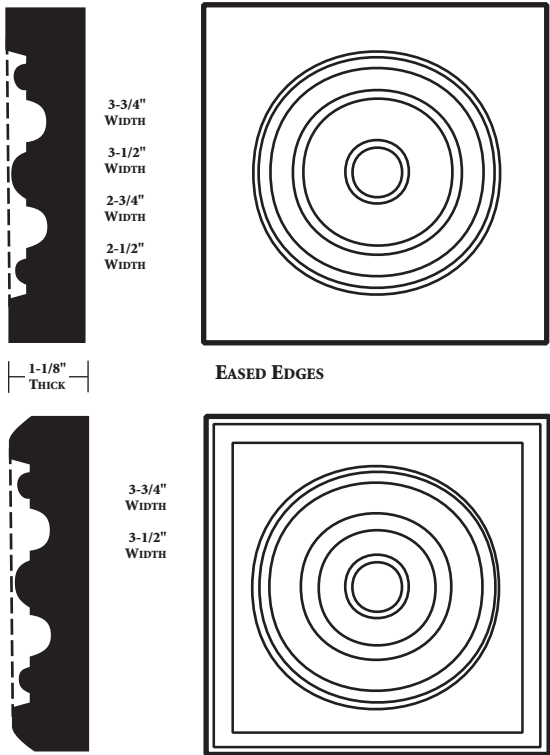 3-3/4"
WIDTH
3-1/2"
WIDTH
2-3/4"
WIDTH
2-1/2"
WIDTH
1-1/8"
THICK
EASED EDGES
3-3/4"
WIDTH
3-1/2"
WIDTH